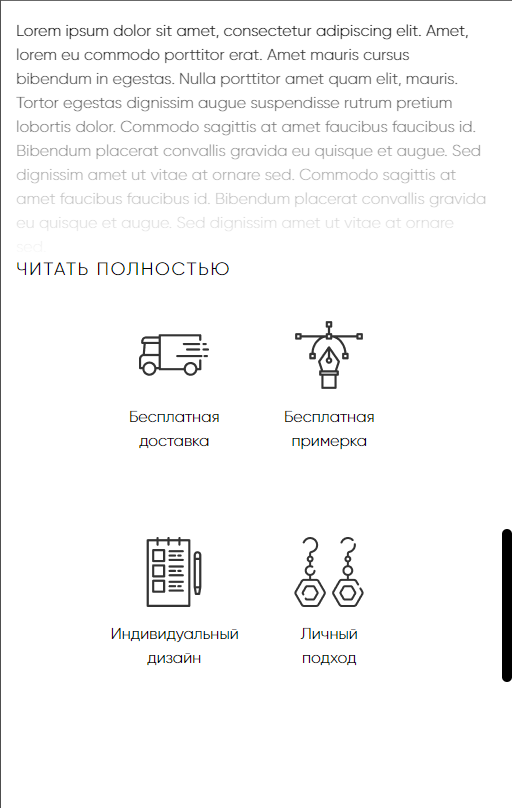 Lorem ipsum dolor sit amet, consectetur adipiscing elit. Amet,
lorem eu commodo porttitor erat. Amet mauris cursus
bibendum in egestas. Nulla porttitor amet quam elit, mauris.
Tortor egestas dignissim augue suspendisse rutrum pretium
lobortis dolor. Commodo sagittis at amet faucibus faucibus id.
Bibendum placerat convallis gravida eu quisque et augue. Sed
dignissim amet ut vitae at ornare sed. Commodo sagittis at
amet faucibus faucibus id. Bibendum placerat convallis gravida
eu quisque et augue. Sed dignissim amet ut vitae at ornare
sed.
ЧИТАТЬ ПОЛНОСТЬЮ
Бесплатная
доставка
Бесплатная
примерка
Индивидуальный
дизайн
Личный
подход